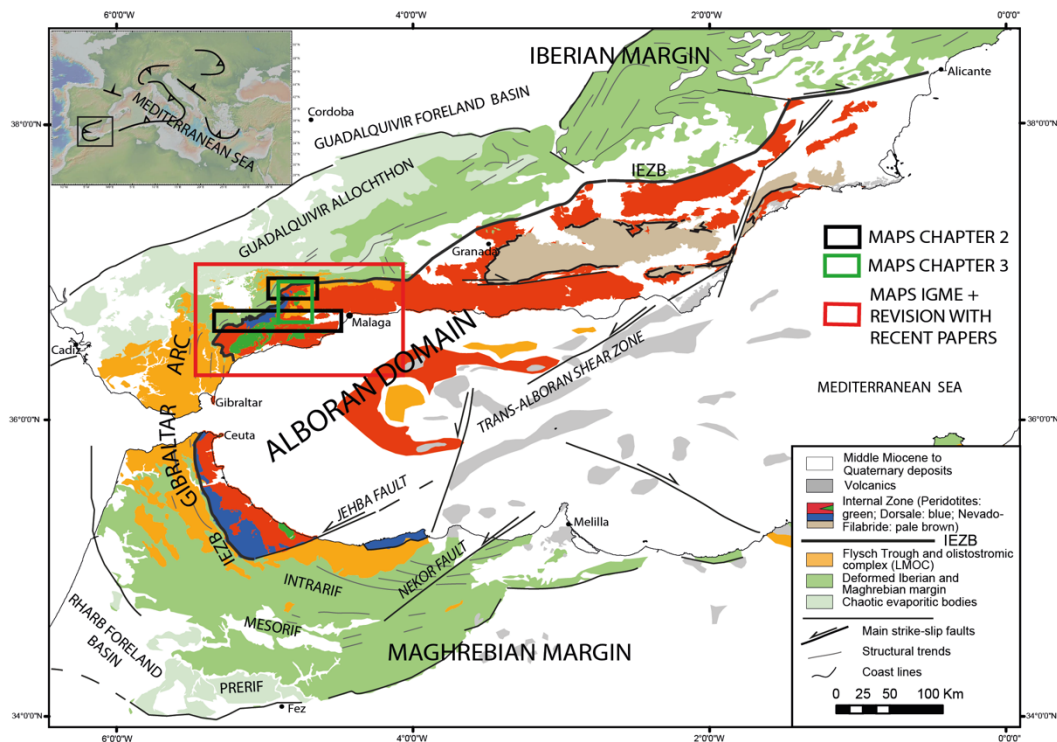 6°0'0"W
4°0'0"W
2°0'0"W
0°0'0"
MEDITERRANEAN SEA
IBERIAN MARGIN
Alicante
Cordoba
GUADALQUIVIR FORELAND BASIN
38°0'0"N
38°0'0"N
IEZB
GUADALQUIVIR ALLOCHTHON
Granada
MAPS CHAPTER 2
MAPS CHAPTER 3
MAPS IGME +
REVISION WITH
RECENT PAPERS
Malaga
Cadiz
GIBRALTAR ARC
ALBORAN DOMAIN
TRANS-ALBORAN SHEAR ZONE
MEDITERRANEAN SEA
Gibraltar
36°0'0"N
36°0'0"N
Ceuta
JEHBA FAULT
Melilla
IEZB
NEKOR FAULT
INTRARIF
MESORIF
RHARB FORELAND
BASIN
MAGHREBIAN MARGIN
PRERIF
Fez
34°0'0"N
34°0'0"N
Middle Miocene to
Quaternary deposits
Volcanics
Internal Zone (Peridotites:
green; Dorsale: blue; Nevado-
Filabride: pale brown)
IEZB
Flysch Trough and olistostromic
complex (LMOC)
Deformed Iberian and
Maghrebian margin
Chaotic evaporitic bodies
Main strike-slip faults
Structural trends
Coast lines
0 25 50 100 Km
6°0'0"W
4°0'0"W
2°0'0"W
0°0'0"